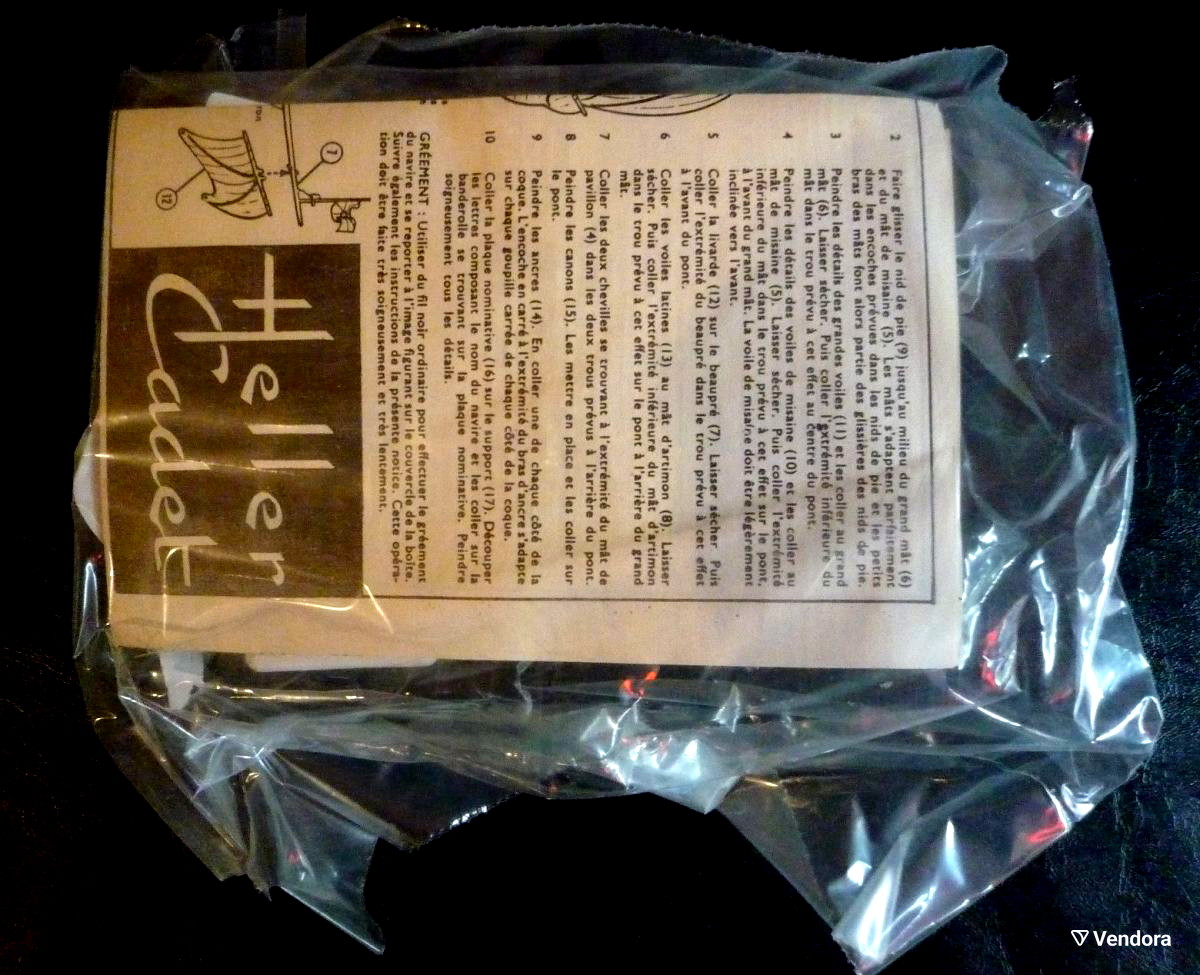 2 Faire glisser le nid de pie (9) jusqu'au milieu du grand mât (6)
et du mât de misaine (5). Les mâts s'adaptent parfaitement
dans les encoches prévues dans les nids de pie et les petits
bras des mâts font alors partie des glissières des nids de pie.
3 Peindre les détails des grandes voiles (11) et les coller au grand
mât (6). Laisser sécher. Puis coller l'extrémité inférieure du
mât dans le trou prévu à cet effet au centre du pont.
4 Peindre les détails des voiles de misaine (10) et les coller au
mât de misaine (5). Laisser sécher. Puis coller l'extrémité
inférieure du mât dans le trou prévu à cet effet sur le pont,
à l'avant du grand mât. La voile de misaine doit être légèrement
inclinée vers l'avant.
5 Coller la livarde (12) sur le beaupré (7). Laisser sécher Puis
coller l'extrémité du beaupré dans le trou prévu à cet effet
à l'avant du pont.
6 Coller les voiles latines (13) au mât d'artimon (8). Laisser
sécher. Puis coller l'extrémité inférieure du mât d'artimon
dans le trou prévu à cet effet sur le pont à l'arrière du grand
mât.
7 Coller les deux chevilles se trouvant à l'extrémité du mât de
pavillon (4) dans les deux trous prévus à l'arrière du pont.
8 Peindre les canons (15). Les mettre en place et les coller sur
le pont.
9 Peindre les ancres (14). En coller une de chaque côté de la
coque. L'encoche en carré à l'extrémité du bras d'ancre s'adapte
sur chaque goupille carrée de chaque côté de la coque.
10 Coller la plaque nominative (16) sur le support (17). Découper
les lettres composant le nom du navire et les coller sur la
banderolle se trouvant sur la plaque nominative. Peindre
soigneusement tous les détails.
GRÉEMENT : Utiliser du fil noir ordinaire pour effectuer le gréement
du navire et se reporter à l'image figurant sur le couvercle de la boîte.
Suivre également les instructions de la présente notice. Cette opéra-
tion doit être faite très soigneusement et très lentement.
7
12
Heller
Cadet
Vendora